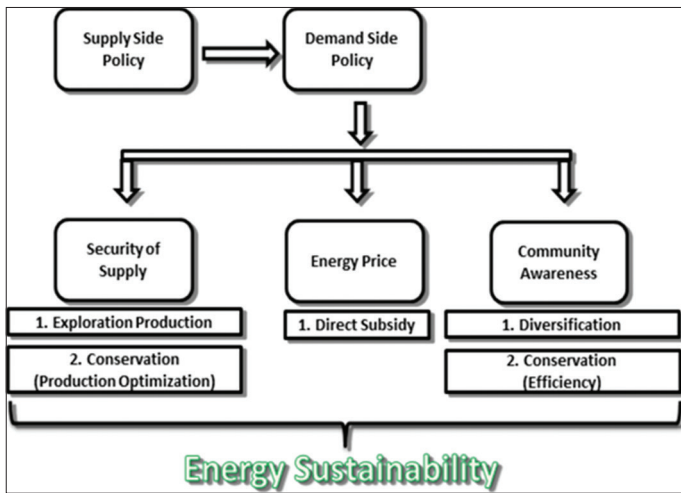 Supply Side
Policy
Demand Side
Policy
Security of
Supply
Energy Price
Community
Awareness
1. Exploration Production
1. Direct Subsidy
1. Diversification
2. Conservation
(Production Optimization)
2. Conservation
(Efficiency)
Energy Sustainability